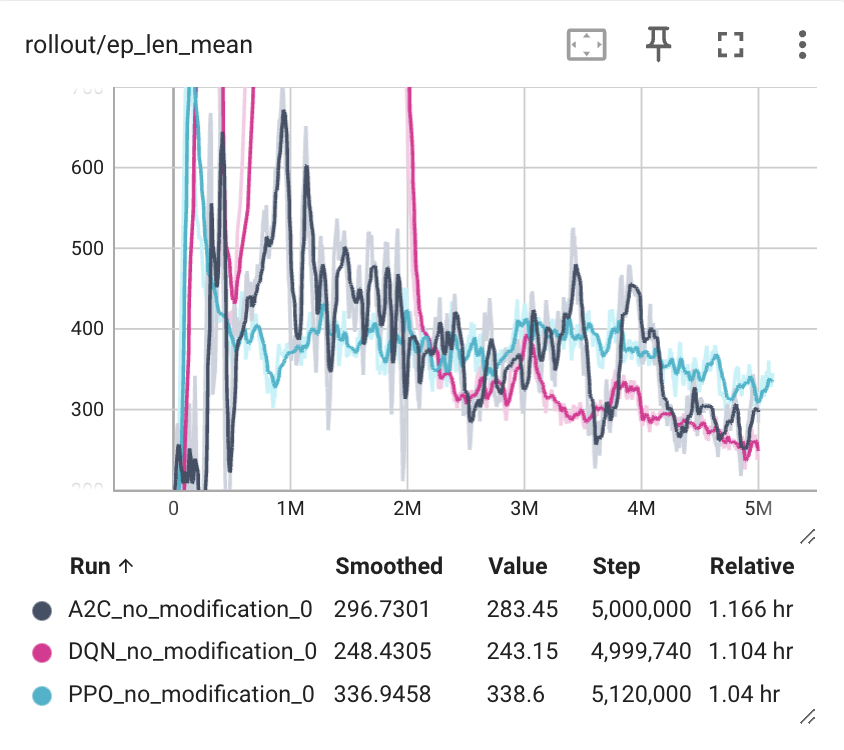 rollout/ep_len_mean
600
500
400
300
0 1M 2M 3M 4M 5M
Run ↑ Smoothed Value Step Relative
A2C_no_modification_0 296.7301 283.45 5,000,000 1.166 hr
DQN_no_modification_0 248.4305 243.15 4,999,740 1.104 hr
PPO_no_modification_0 336.9458 338.6 5,120,000 1.04 hr